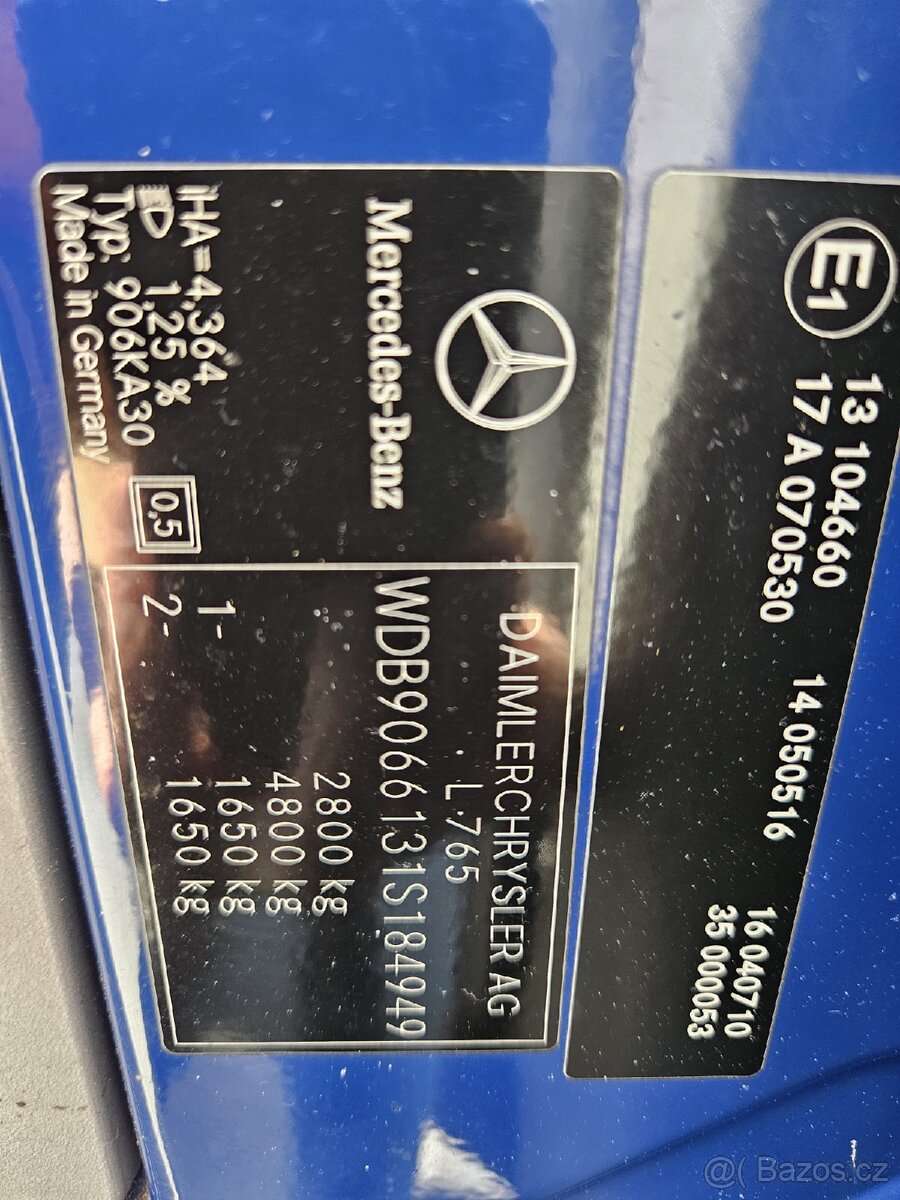 E1
13 104660
17 A 070530
14 050516
16 040710
35 000053
Mercedes-Benz
iHA=4,364
1,25 %
Typ: 906KA30
Made in Germany
0,5
DAIMLERCHRYSLER AG
L.765
WDB9066131S184949
2800 kg
4800 kg
1- 1650 kg
2- 1650 kg
@( Bazos.cz